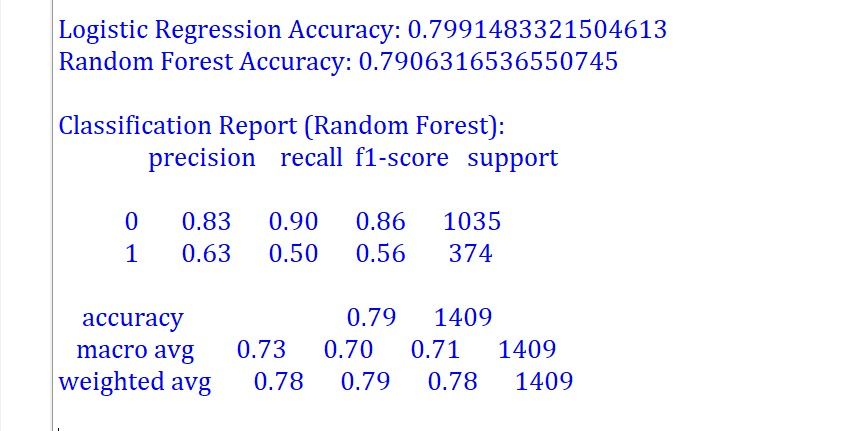 Logistic Regression Accuracy: 0.7991483321504613
Random Forest Accuracy: 0.7906316536550745
Classification Report (Random Forest):
precision recall f1-score support
0 0.83 0.90 0.86 1035
1 0.63 0.50 0.56 374
accuracy 0.79 1409
macro avg 0.73 0.70 0.71 1409
weighted avg 0.78 0.79 0.78 1409